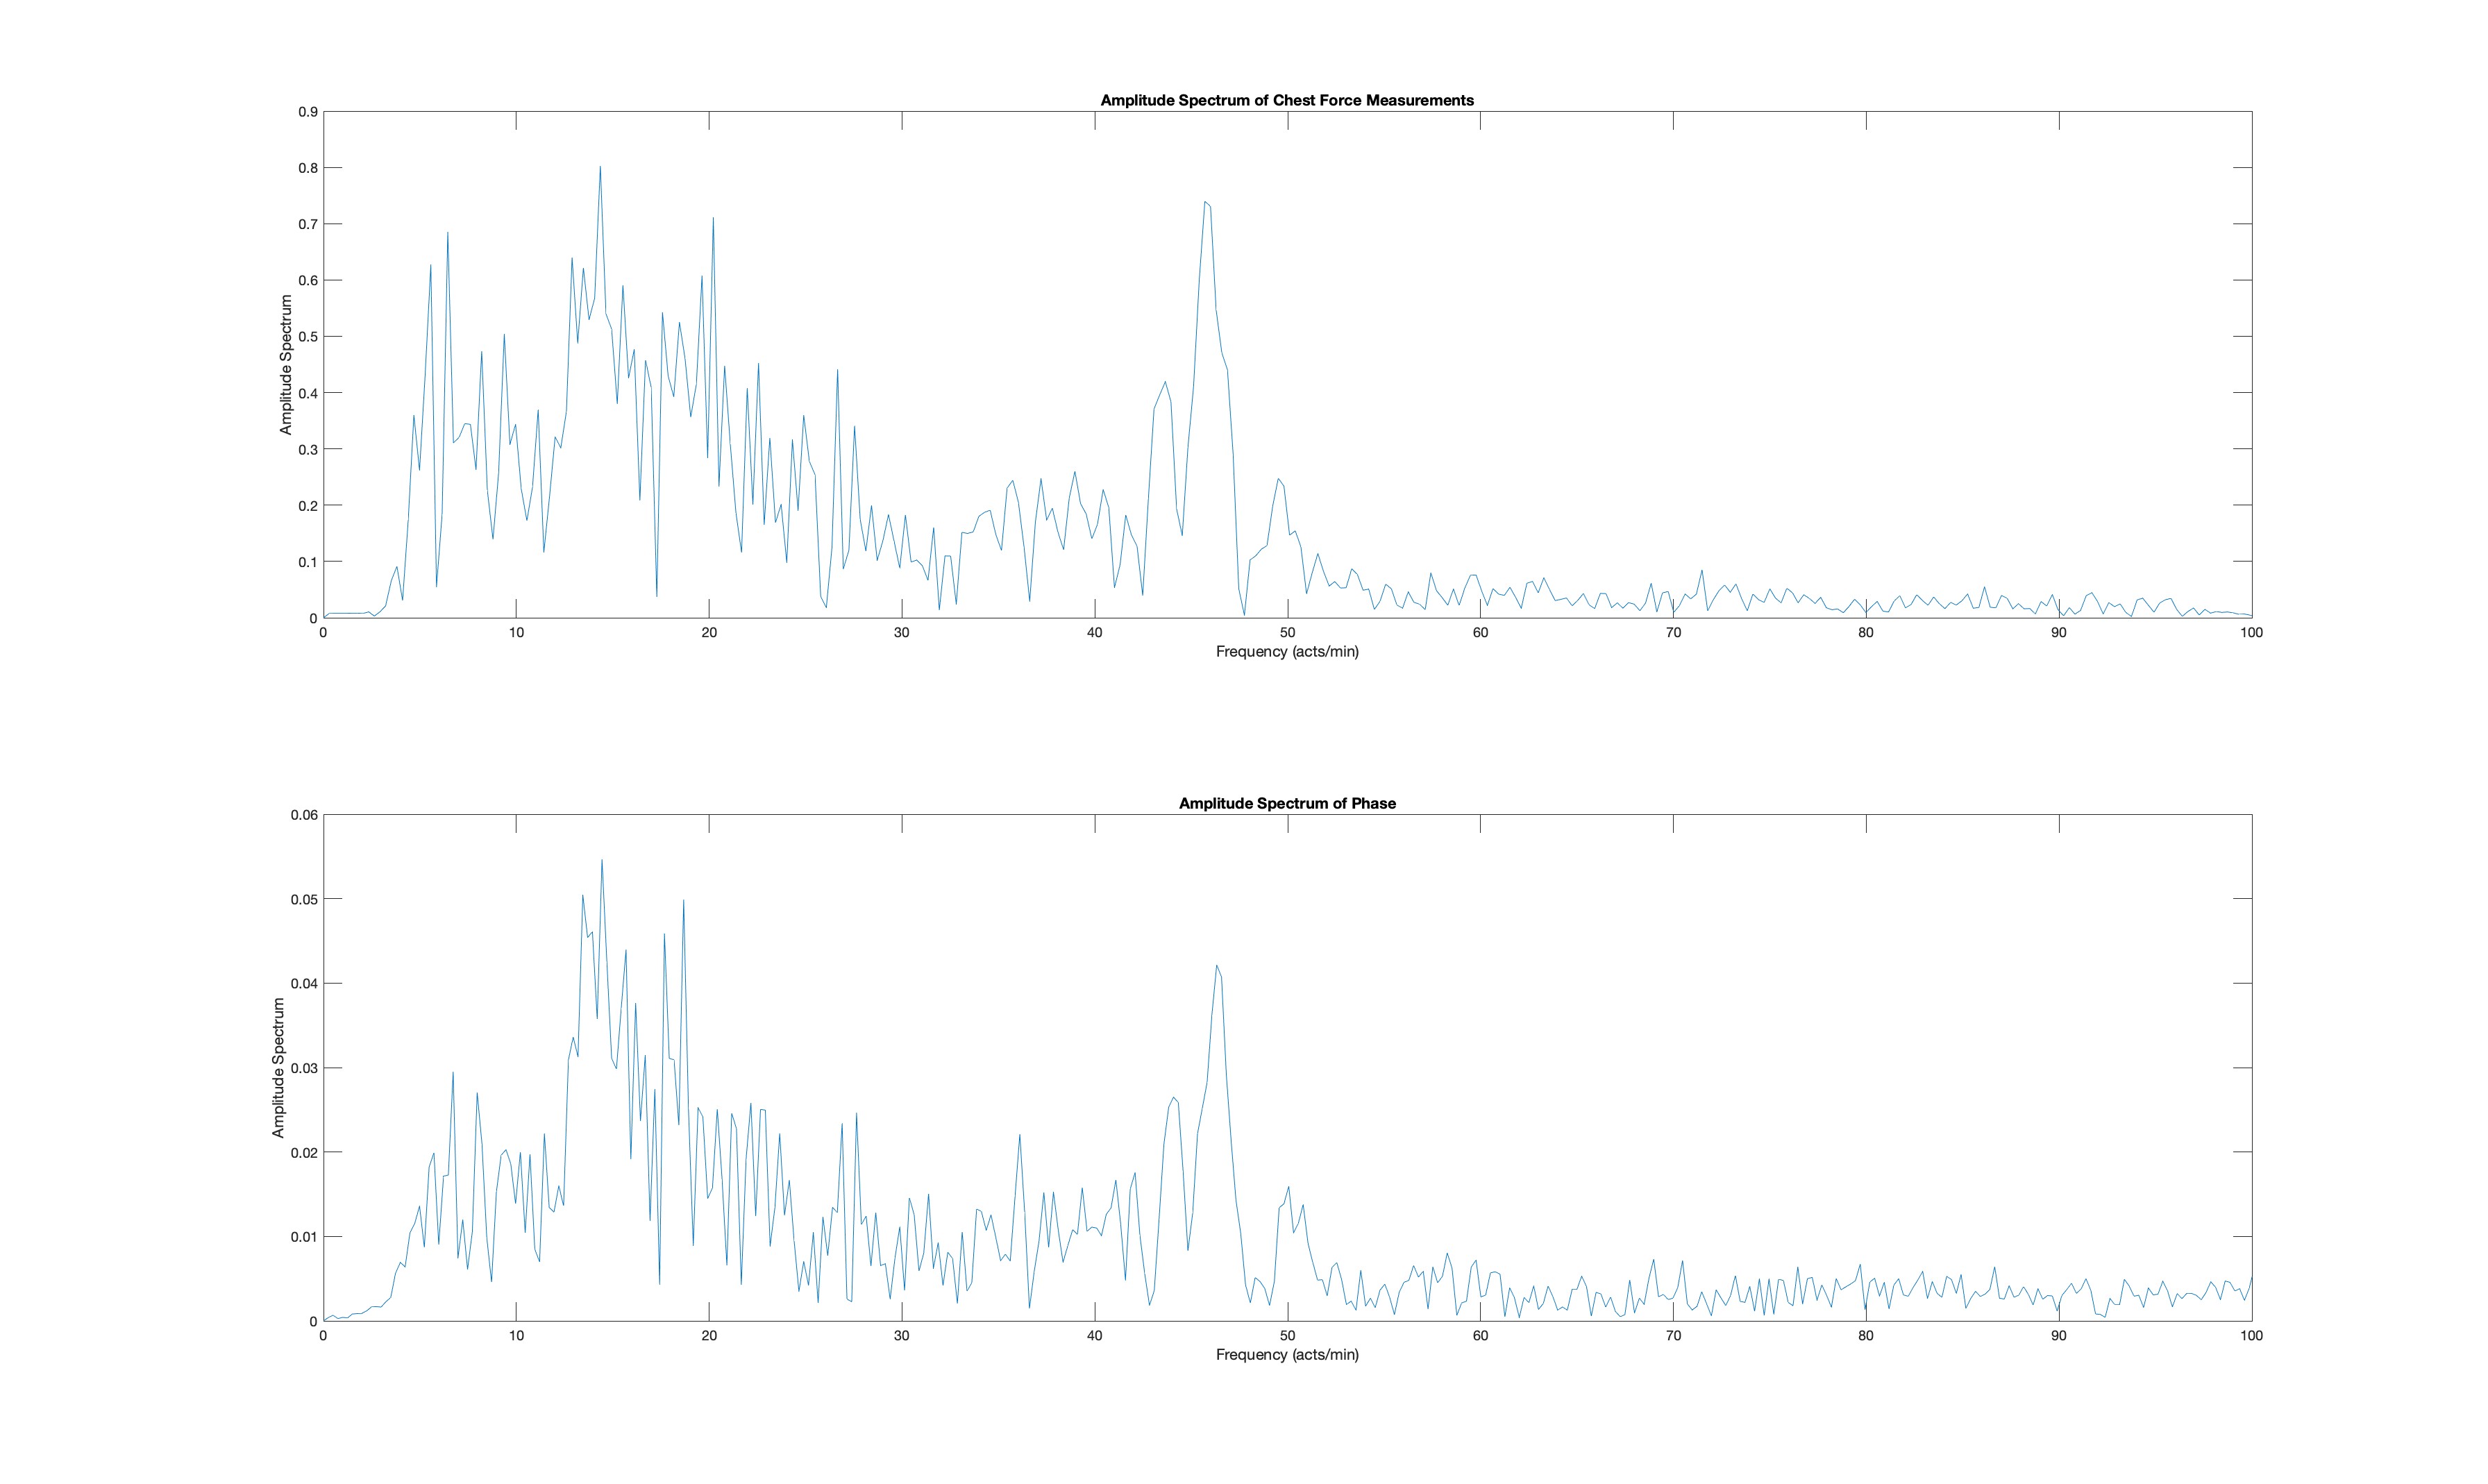 Amplitude Spectrum of Chest Force Measurements
0.9
0.8
0.7
0.6
0.5
0.4
0.3
0.2
0.1
0
Amplitude Spectrum
0 10 20 30 40 50 60 70 80 90 100
Frequency (acts/min)
Amplitude Spectrum of Phase
0.06
0.05
0.04
0.03
0.02
0.01
0
Amplitude Spectrum
0 10 20 30 40 50 60 70 80 90 100
Frequency (acts/min)